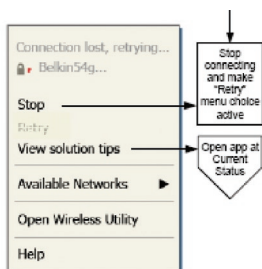 Connection lost, retrying...
Belkin54g...
Stop
Retry
View solution tips
Available Networks
Open Wireless Utility
Help
Stop
connecting
and make
"Retry"
menu choice
active
Open app at
Current
Status